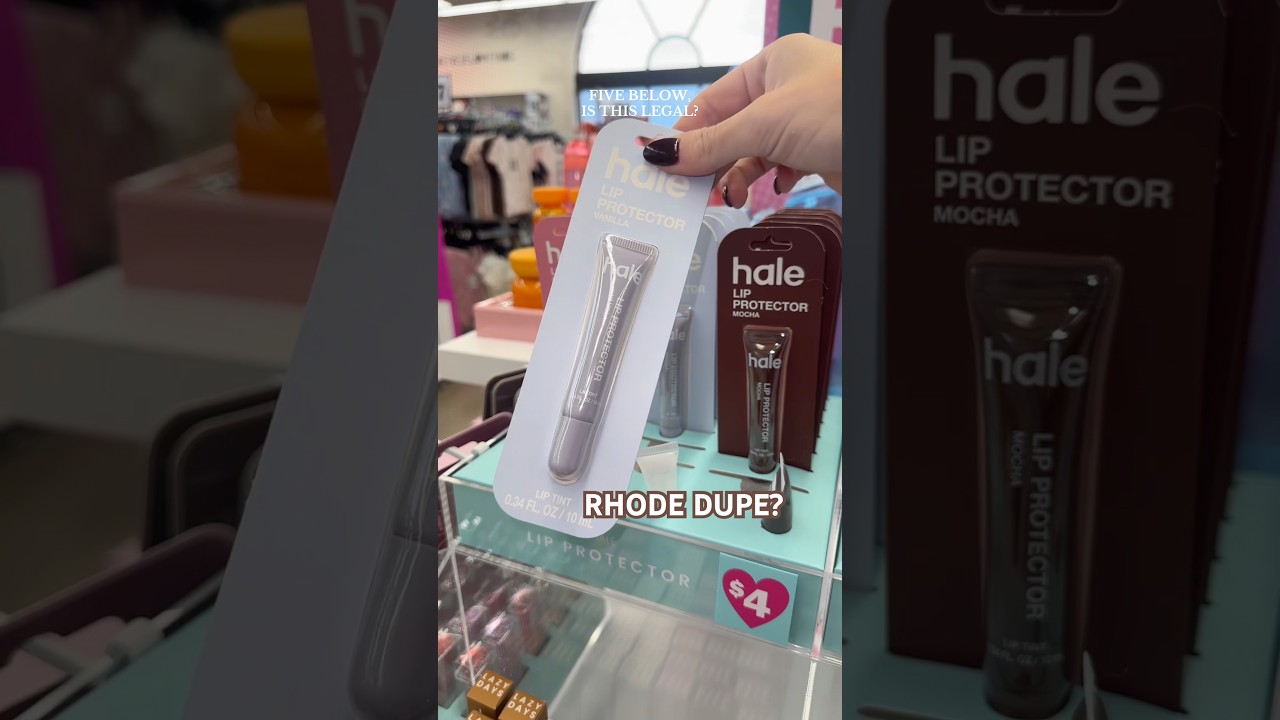 FIVE BELOW,
IS THIS LEGAL?
hale
LIP
PROTECTOR
VANILLA
hale
LIP PROTECTOR
LIP TINT
0.34 FL. OZ / 10 mL
hale
LIP
PROTECTOR
MOCHA
hale
LIP PROTECTOR
MOCHA
RHODE DUPE?
LIP PROTECTOR
$4
LAZY
DAYS
LAZY
DAYS
hale
LIP
PROTECTOR
MOCHA
hale
LIP PROTECTOR
MOCHA